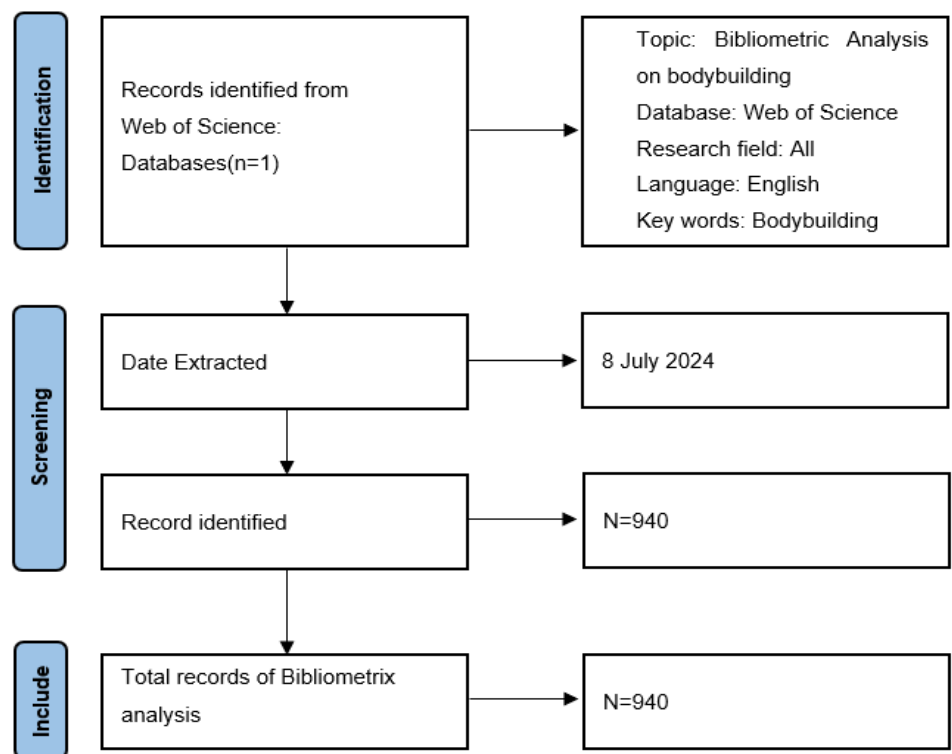 Identification
Records identified from
Web of Science:
Databases(n=1)
Topic: Bibliometric Analysis
on bodybuilding
Database: Web of Science
Research field: All
Language: English
Key words: Bodybuilding
Screening
Date Extracted
8 July 2024
Record identified
N=940
Include
Total records of Bibliometrix
analysis
N=940